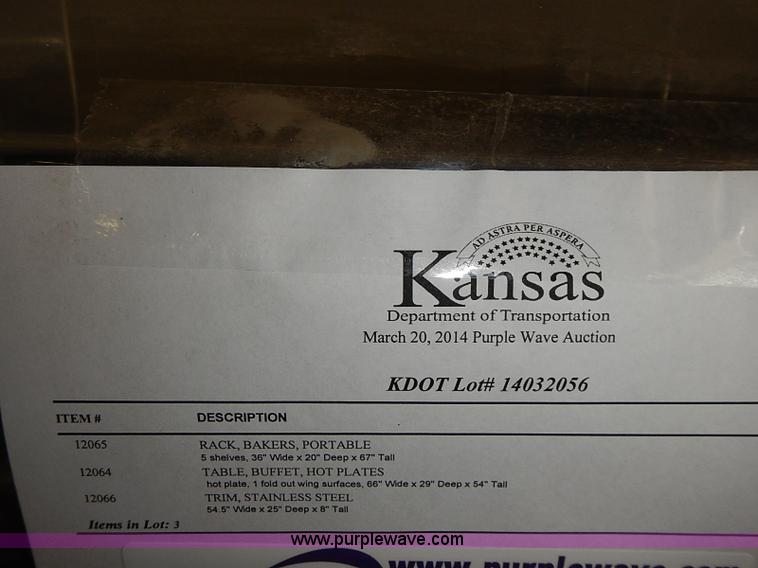 AD ASTRA PER ASPERA
Kansas
Department of Transportation
March 20, 2014 Purple Wave Auction
KDOT Lot# 14032056
ITEM # DESCRIPTION
12065 RACK, BAKERS, PORTABLE
5 shelves, 36" Wide x 20" Deep x 67" Tall
12064 TABLE, BUFFET, HOT PLATES
hot plate, 1 fold out wing surfaces, 66" Wide x 29" Deep x 54" Tall
12066 TRIM, STAINLESS STEEL
54.5" Wide x 25" Deep x 8" Tall
Items in Lot: 3
www.purplewave.com
www.purplewave.com